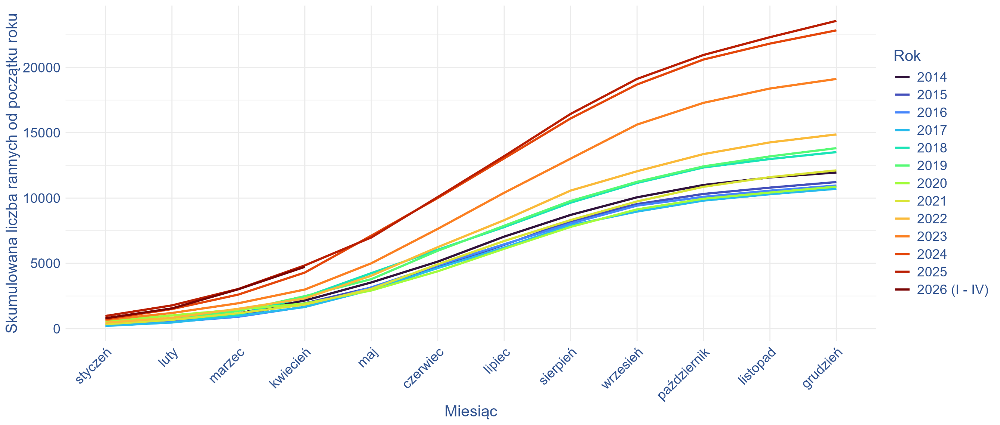 Skumulowana liczba rannych od początku roku
20000
15000
10000
5000
0
styczeń
luty
marzec
kwiecień
maj
czerwiec
lipiec
sierpień
wrzesień
październik
listopad
grudzień
Miesiąc
Rok
2014
2015
2016
2017
2018
2019
2020
2021
2022
2023
2024
2025
2026 (I - IV)